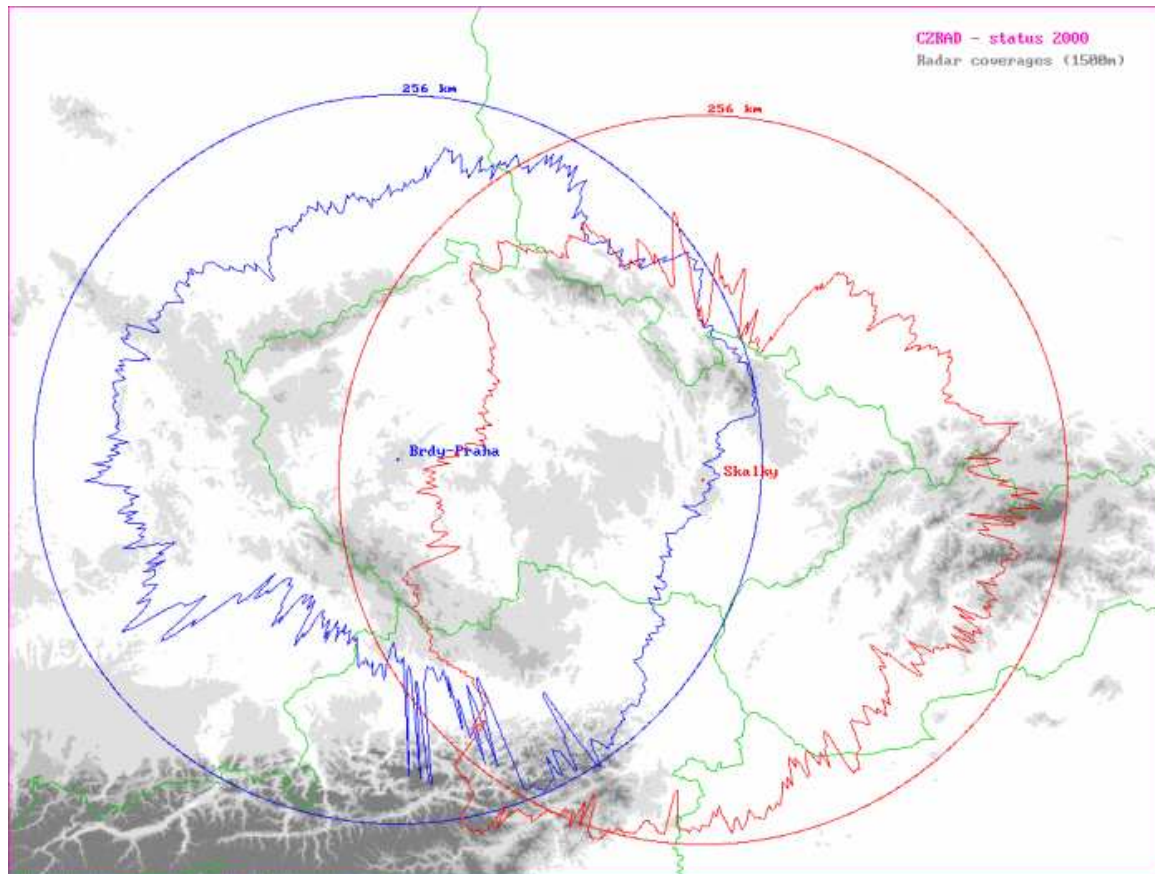 CZRAD - status 2000
Radar coverages (1500m)
256 km
256 km
Brdy-Praha
Skalky